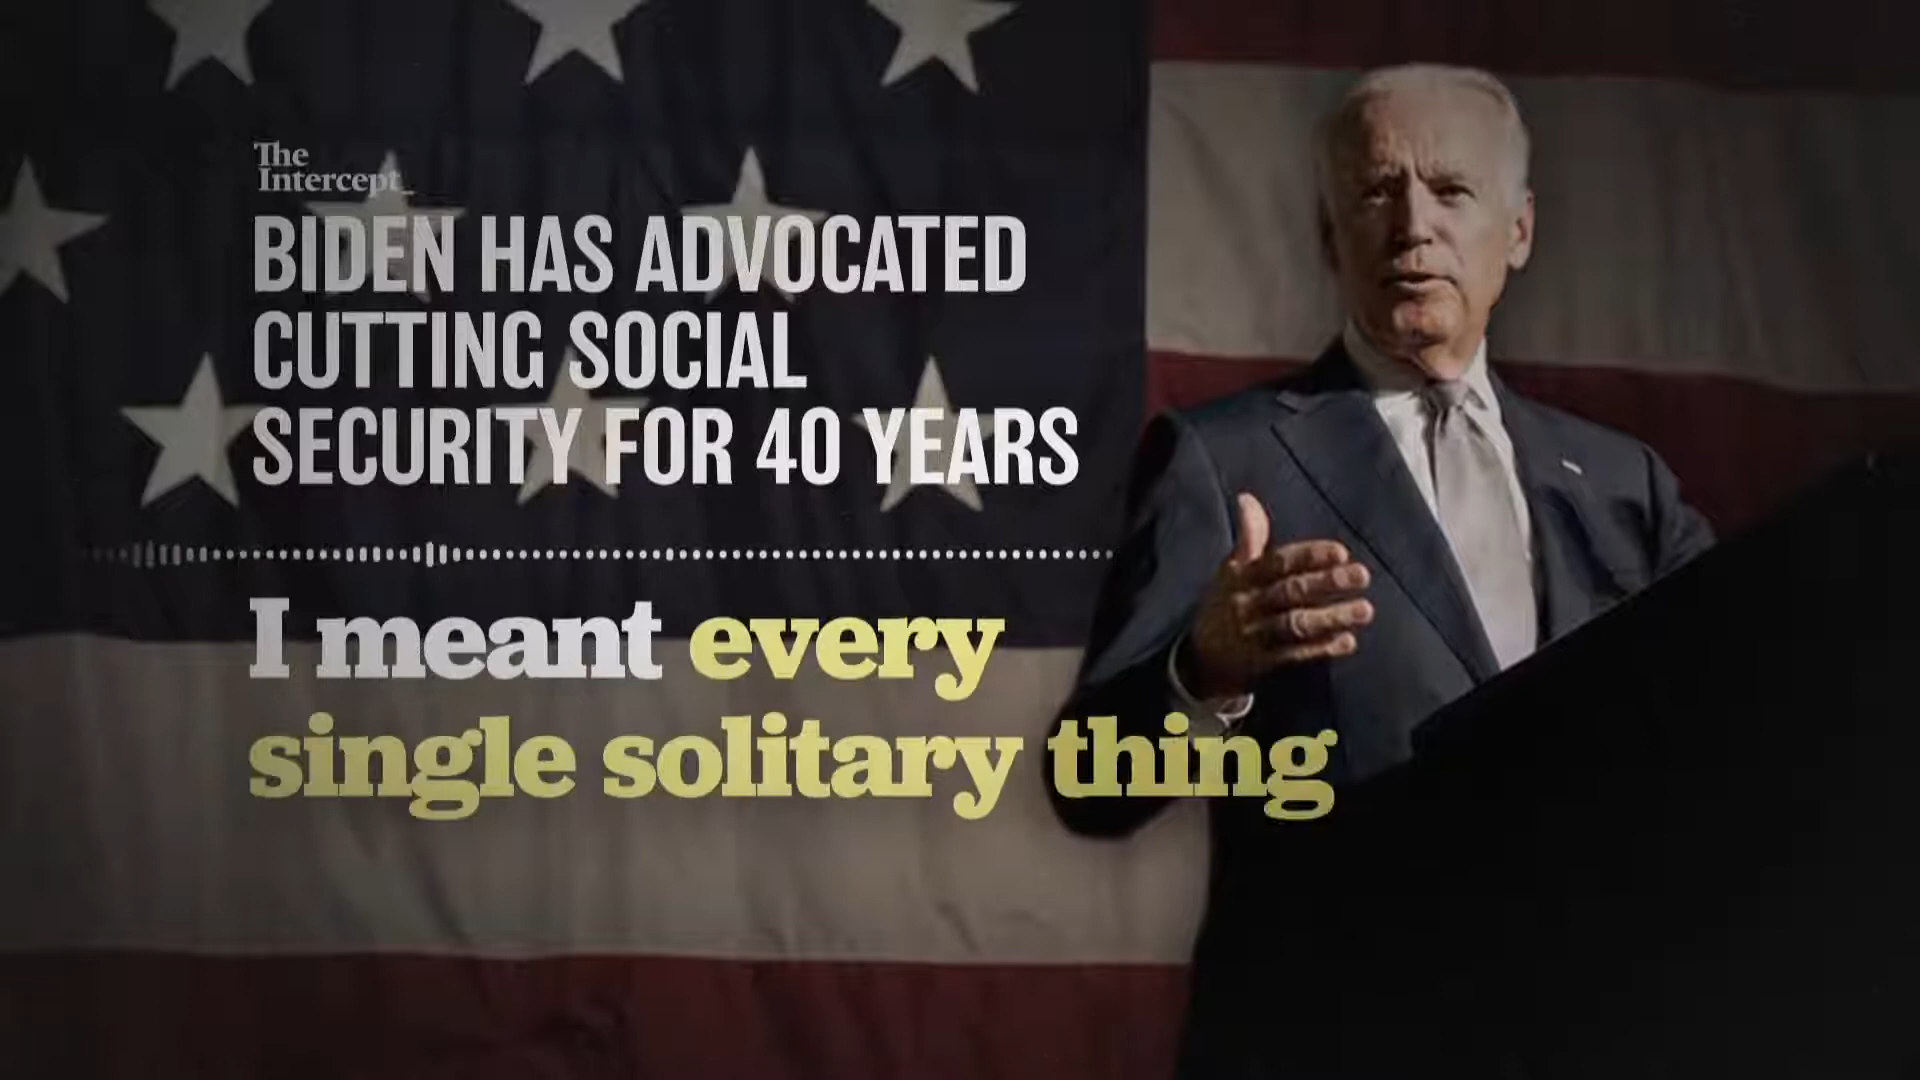 The
Intercept_
BIDEN HAS ADVOCATED
CUTTING SOCIAL
SECURITY FOR 40 YEARS
I meant every
single solitary thing